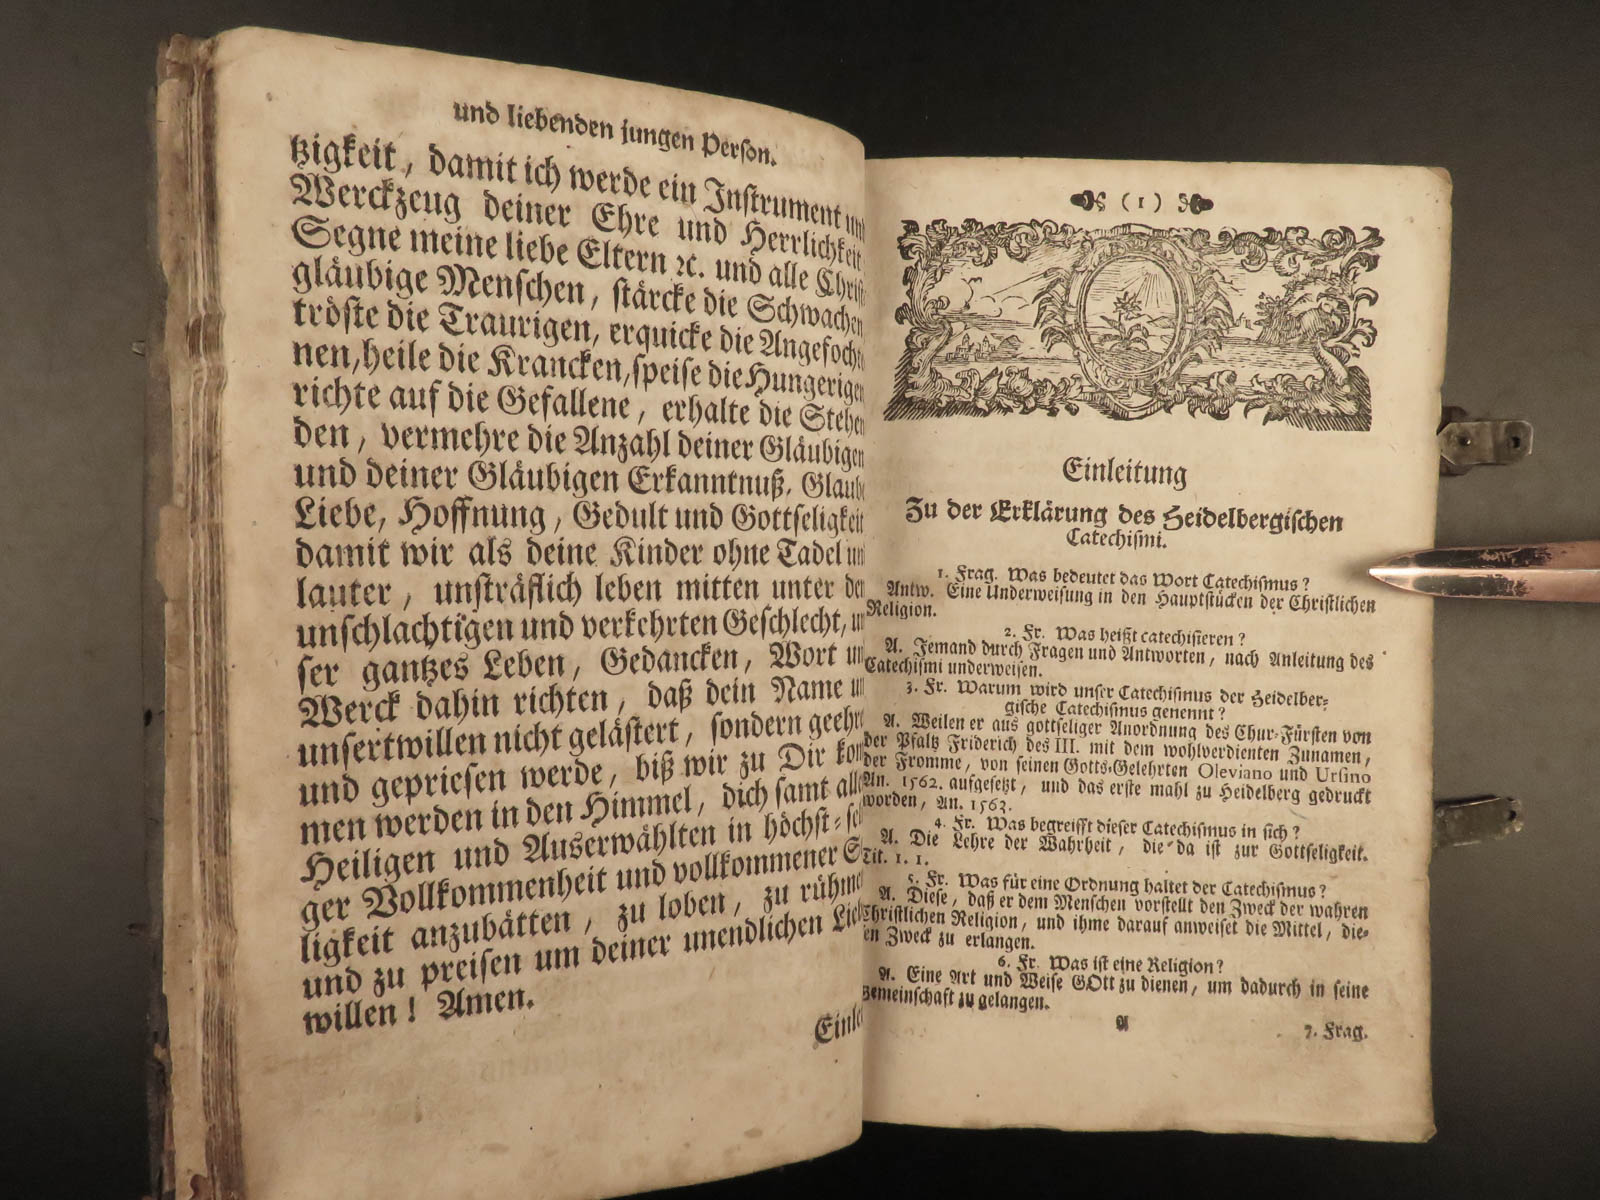 und liebenden jungen Person.
tzigkeit, damit ich werde ein Instrument und
Werckzeug deiner Ehre und Herrlichkeit
Segne meine liebe Eltern ꝛc. und alle Christ
gläubige Menschen, stärcke die Schwachen
tröste die Traurigen, erquicke die Angefocht
nen, heile die Krancken, speise die Hungerigen
richte auf die Gefallene, erhalte die Stehen
den, vermehre die Anzahl deiner Gläubigen
und deiner Gläubigen Erkanntnuß, Glaub
Liebe, Hoffnung, Gedult und Gottseligkeit
damit wir als deine Kinder ohne Tadel un
lauter, unsträflich leben mitten unter dem
unschlachtigen und verkehrten Geschlecht, un
ser gantzes Leben, Gedancken, Wort un
Werck dahin richten, daß dein Name um
unsertwillen nicht gelästert, sondern geehrt
und gepriesen werde, biß wir zu Dir kom
men werden in den Himmel, dich samt alle
Heiligen und Auserwählten in höchst-sel
ger Vollkommenheit und vollkommener S
ligkeit anzubätten, zu loben, zu rühme
und zu preisen um deiner unendlichen Lieb
willen! Amen.
Einle
(1)
Einleitung
Zu der Erklärung des Heidelbergischen
Catechismi.
1. Frag. Was bedeutet das Wort Catechismus?
Antw. Eine Underweisung in den Hauptstücken der Christlichen
Religion.
2. Fr. Was heißt catechisieren?
A. Jemand durch Fragen und Antworten, nach Anleitung des
Catechismi underweisen.
3. Fr. Warum wird unser Catechismus der Heidelber-
gische Catechismus genennt?
A. Weilen er aus gottseliger Anordnung des Chur-Fürsten von
der Pfaltz Friderich des III. mit dem wohlverdienten Zunamen,
der Fromme, von seinen Gotts-Gelehrten Oleviano und Ursino
An. 1562. aufgesetzt, und das erste mahl zu Heidelberg gedruckt
worden, An. 1563.
4. Fr. Was begreifft dieser Catechismus in sich?
A. Die Lehre der Wahrheit, die da ist zur Gottseligkeit.
Tit. 1. 1.
5. Fr. Was für eine Ordnung haltet der Catechismus?
A. Diese, daß er dem Menschen vorstellt den Zweck der wahren
Christlichen Religion, und ihme darauf anweiset die Mittel, die-
en Zweck zu erlangen.
6. Fr. Was ist eine Religion?
A. Eine Art und Weise GOtt zu dienen, um dadurch in seine
Gemeinschaft zu gelangen.
A
7. Frag.